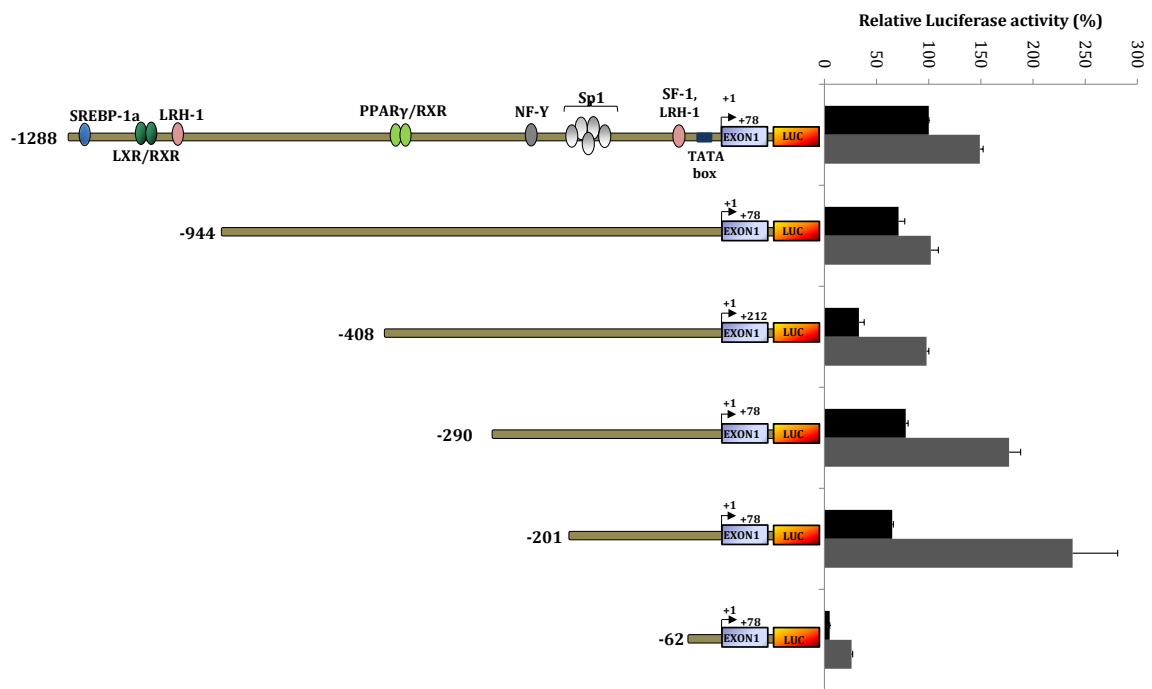 Relative Luciferase activity (%)
0 50 100 150 200 250 300
SREBP-1a LRH-1 PPARγ/RXR NF-Y Sp1 SF-1,
LRH-1
+1
+78
-1288 EXON1 LUC
LXR/RXR TATA
box
+1
+78
-944 EXON1 LUC
+1
+212
-408 EXON1 LUC
+1
+78
-290 EXON1 LUC
+1
+78
-201 EXON1 LUC
+1
+78
-62 EXON1 LUC